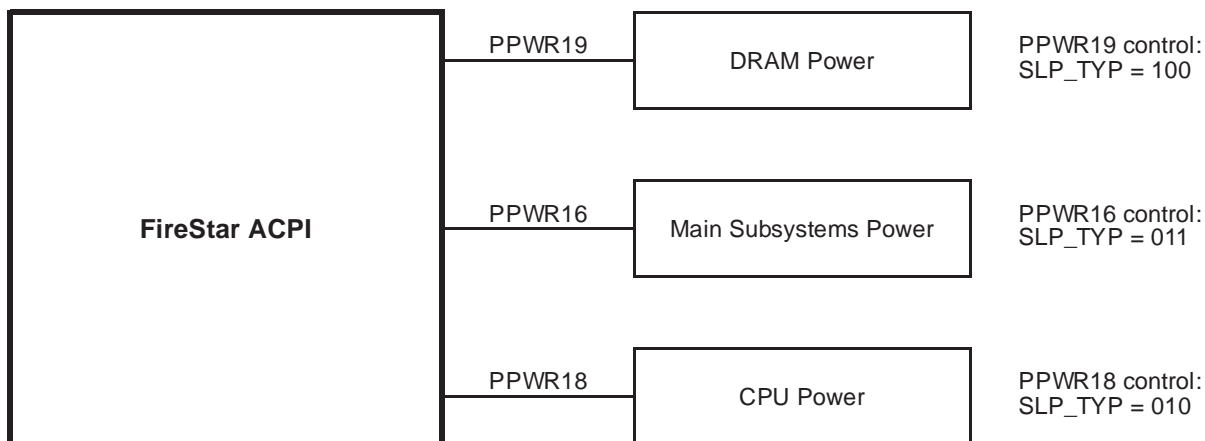 PPWR19
DRAM Power
PPWR19 control:
SLP_TYP = 100
FireStar ACPI
PPWR16
Main Subsystems Power
PPWR16 control:
SLP_TYP = 011
PPWR18
CPU Power
PPWR18 control:
SLP_TYP = 010